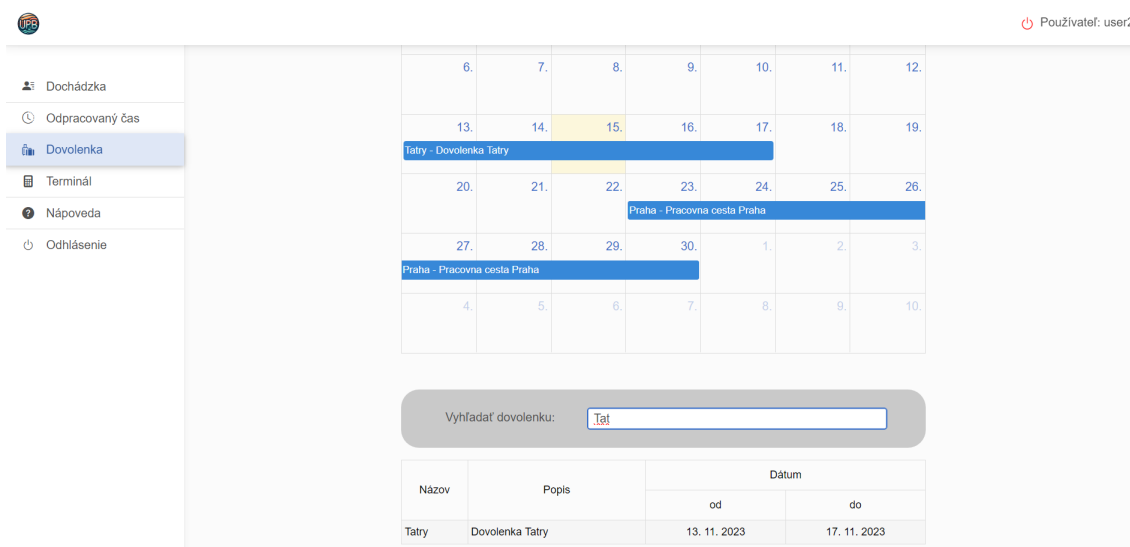 UPB
Používateľ: user2
Dochádzka
Odpracovaný čas
Dovolenka
Terminál
Nápoveda
Odhlásenie
6. 7. 8. 9. 10. 11. 12.
13. 14. 15. 16. 17. 18. 19.
Tatry - Dovolenka Tatry
20. 21. 22. 23. 24. 25. 26.
Praha - Pracovna cesta Praha
27. 28. 29. 30. 1. 2. 3.
Praha - Pracovna cesta Praha
4. 5. 6. 7. 8. 9. 10.
Vyhľadať dovolenku: Tat
Názov Popis Dátum
od do
Tatry Dovolenka Tatry 13. 11. 2023 17. 11. 2023